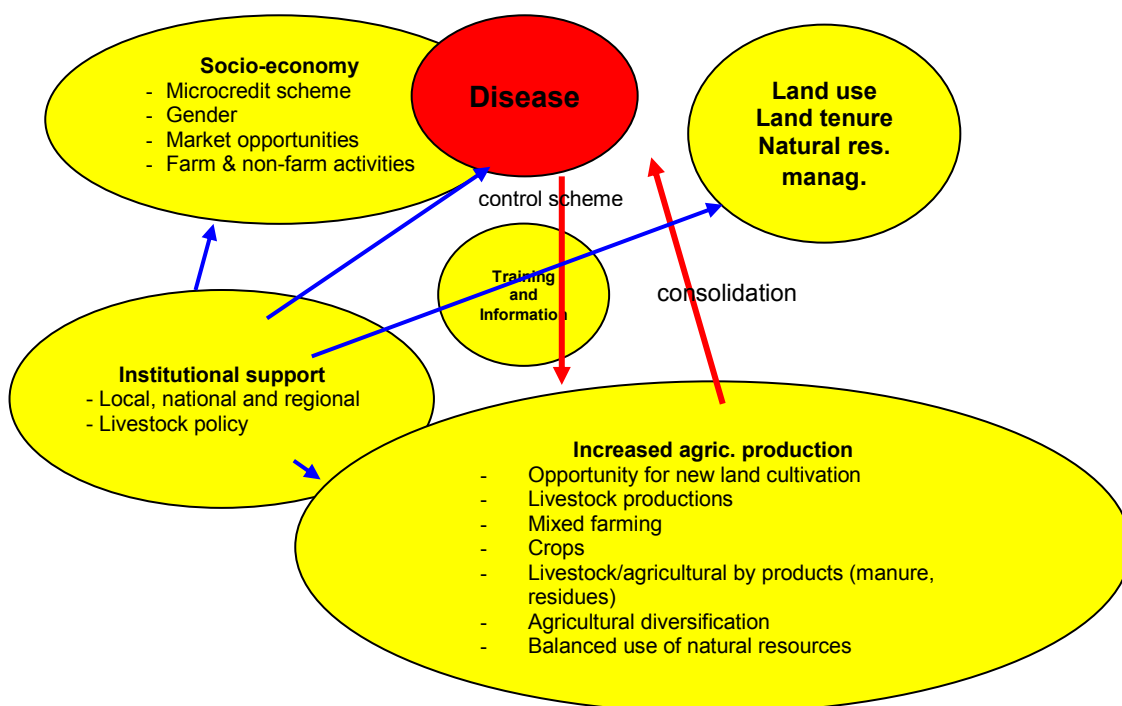 Socio-economy
- Microcredit scheme
- Gender
- Market opportunities
- Farm & non-farm activities
Disease
Land use
Land tenure
Natural res.
manag.
control scheme
Training
and
Information
consolidation
Institutional support
- Local, national and regional
- Livestock policy
Increased agric. production
- Opportunity for new land cultivation
- Livestock productions
- Mixed farming
- Crops
- Livestock/agricultural by products (manure,
residues)
- Agricultural diversification
- Balanced use of natural resources